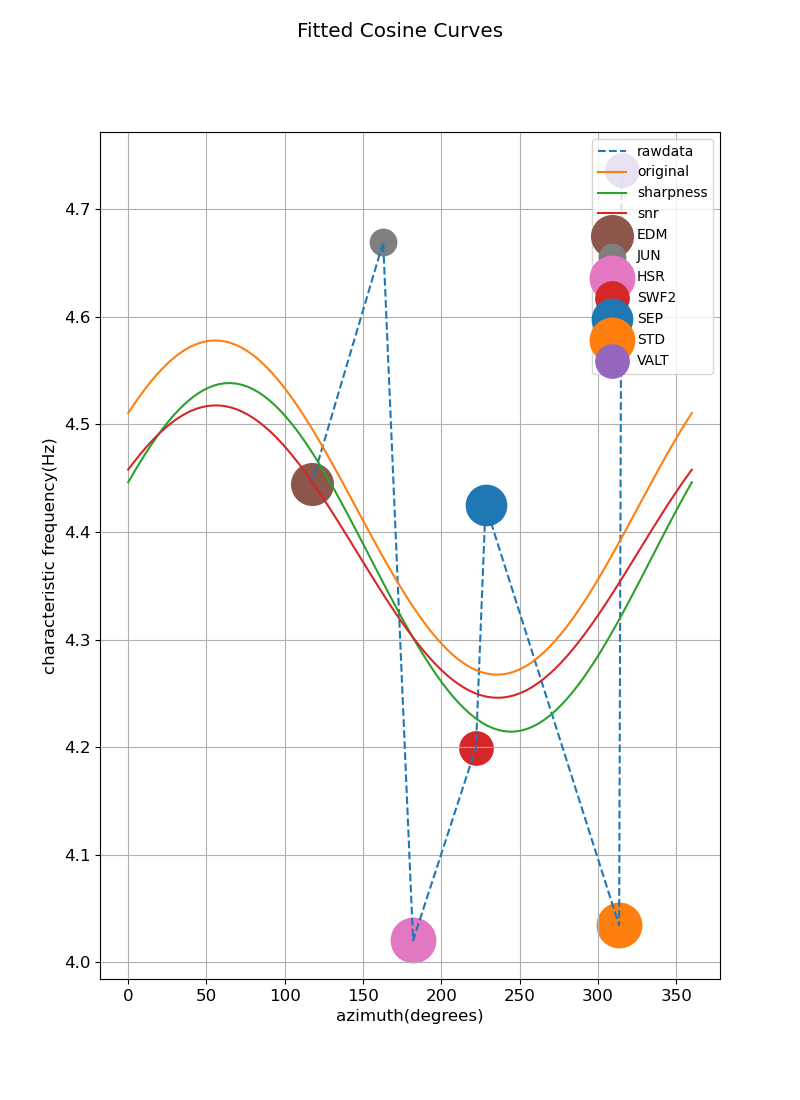 Fitted Cosine Curves
characteristic frequency(Hz)
4.7
4.6
4.5
4.4
4.3
4.2
4.1
4.0
0 50 100 150 200 250 300 350
azimuth(degrees)
rawdata
original
sharpness
snr
EDM
JUN
HSR
SWF2
SEP
STD
VALT